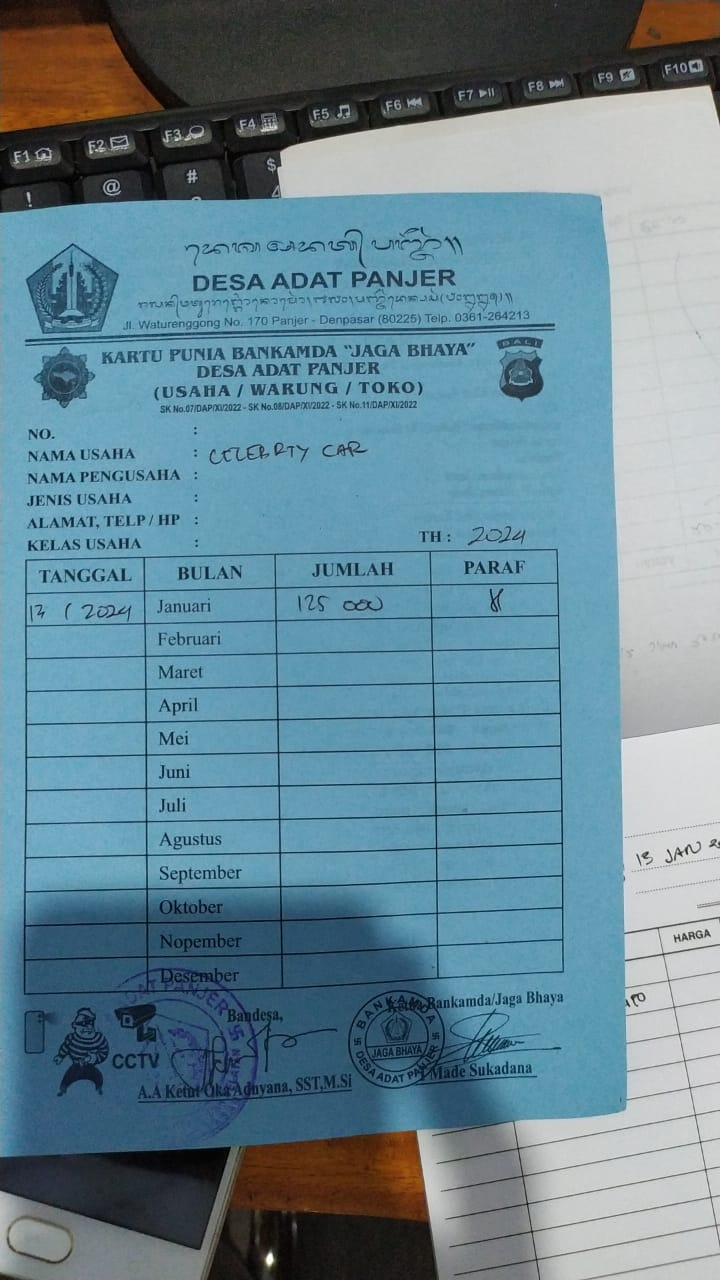 F1 F2 F3 F4 F5 F6 F7 F8 F9 F10
! @ # $
DESA ADAT PANJER
Jl. Waturenggong No. 170 Panjer - Denpasar (80225) Telp. 0361-264213
BALI
KARTU PUNIA BANKAMDA "JAGA BHAYA"
DESA ADAT PANJER
(USAHA / WARUNG / TOKO)
SK No.07/DAP/XI/2022 - SK No.08/DAP/XI/2022 - SK No.11/DAP/XI/2022
NO. :
NAMA USAHA : CELEBRTY CAR
NAMA PENGUSAHA :
JENIS USAHA :
ALAMAT, TELP / HP :
KELAS USAHA : TH : 2024
TANGGAL BULAN JUMLAH PARAF
13 / 2024 Januari 125 000
Februari
Maret
April
Mei
Juni
Juli
Agustus
September
Oktober
Nopember
Desember
Bandesa, Ketua Bankamda/Jaga Bhaya
CCTV
ADAT PANJER
BANKAMDA
JAGA BHAYA
DESA ADAT PANJER
A.A Ketut Oka Adnyana, SST,M.Si I Made Sukadana
13 JAN
HARGA